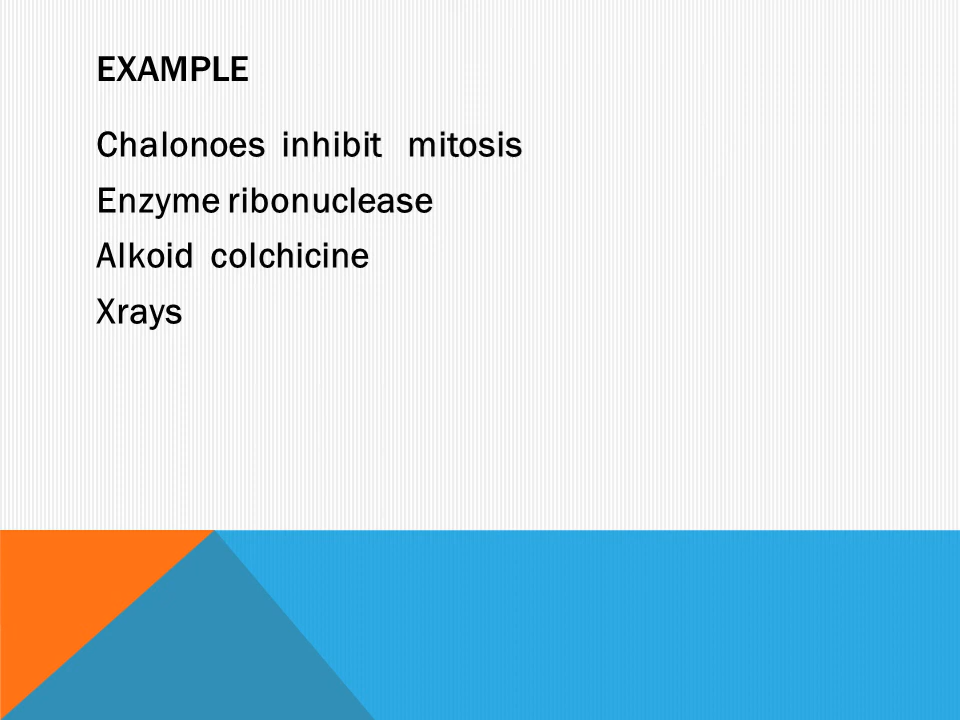 EXAMPLE
Chalonoes inhibit mitosis
Enzyme ribonuclease
Alkoid colchicine
Xrays